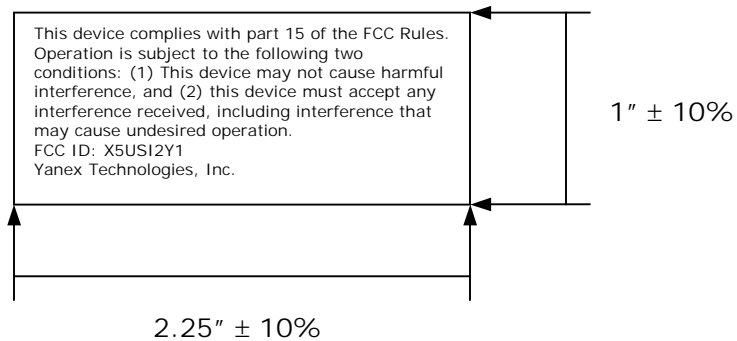 This device complies with part 15 of the FCC Rules.
Operation is subject to the following two
conditions: (1) This device may not cause harmful
interference, and (2) this device must accept any
interference received, including interference that
may cause undesired operation.
FCC ID: X5USI2Y1
Yanex Technologies, Inc.
1" ± 10%
2.25" ± 10%